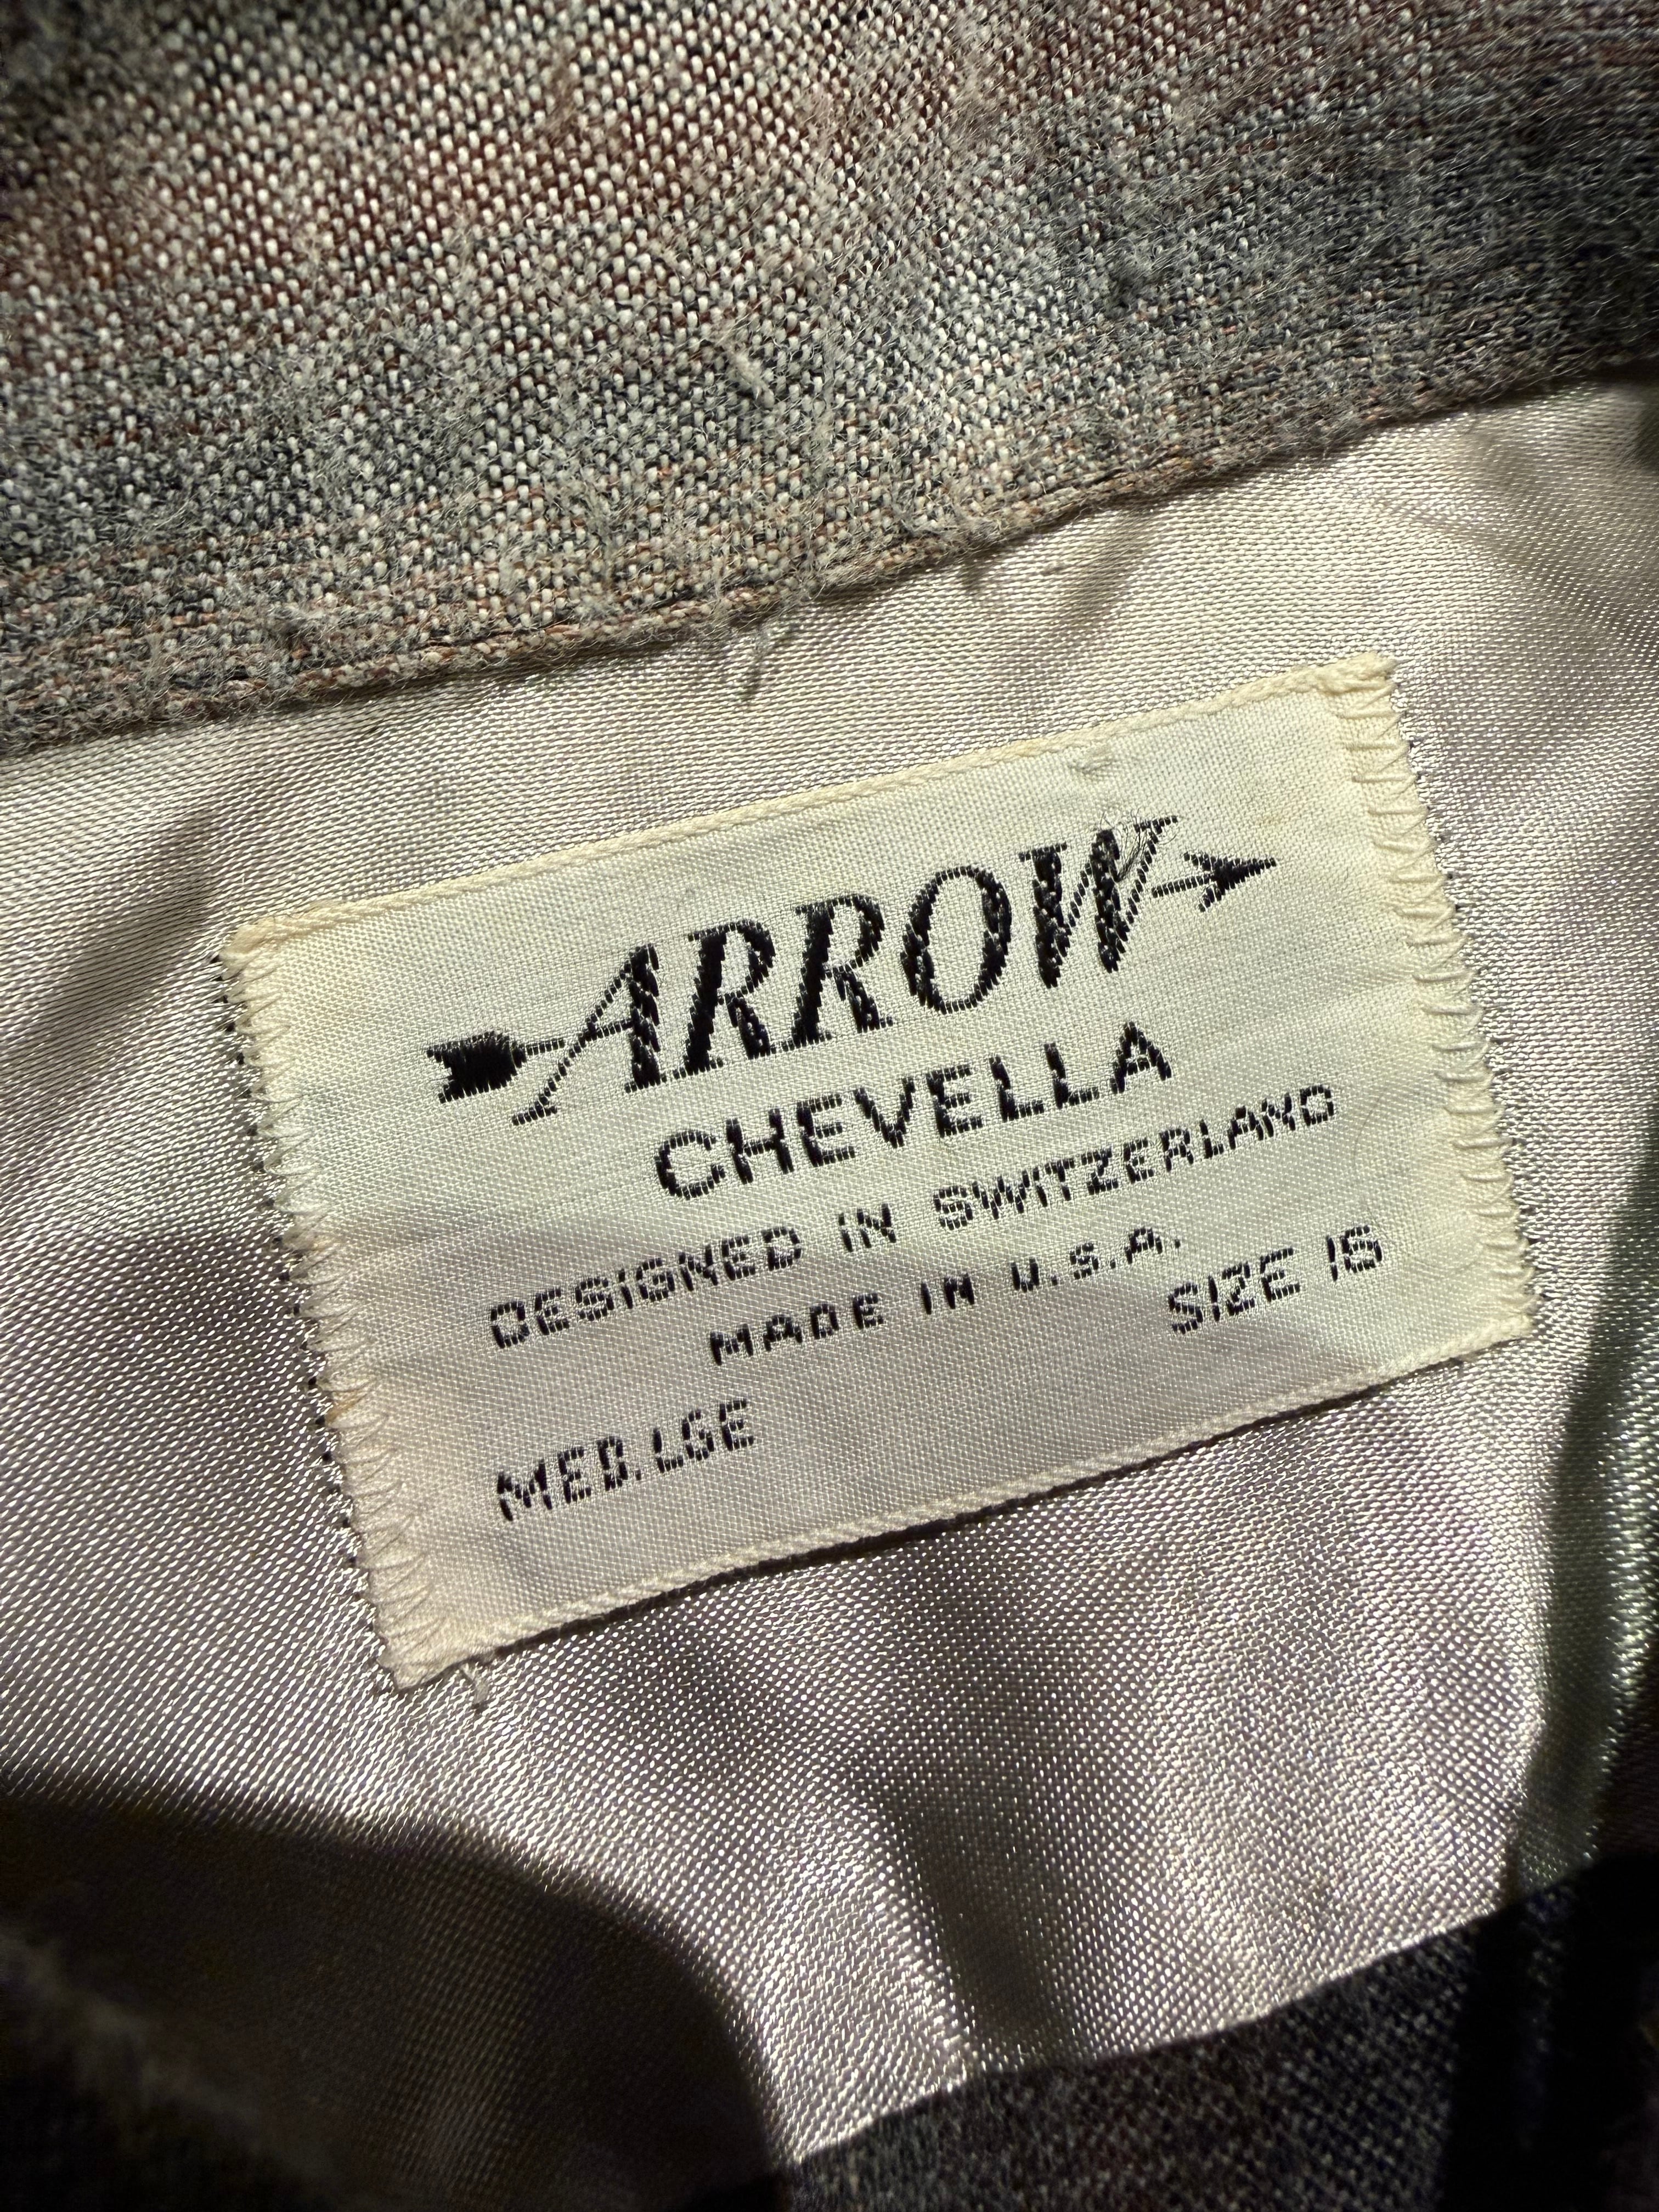 ARROW
CHEVELLA
DESIGNED IN SWITZERLAND
MADE IN U.S.A.
MED. LGE SIZE 16